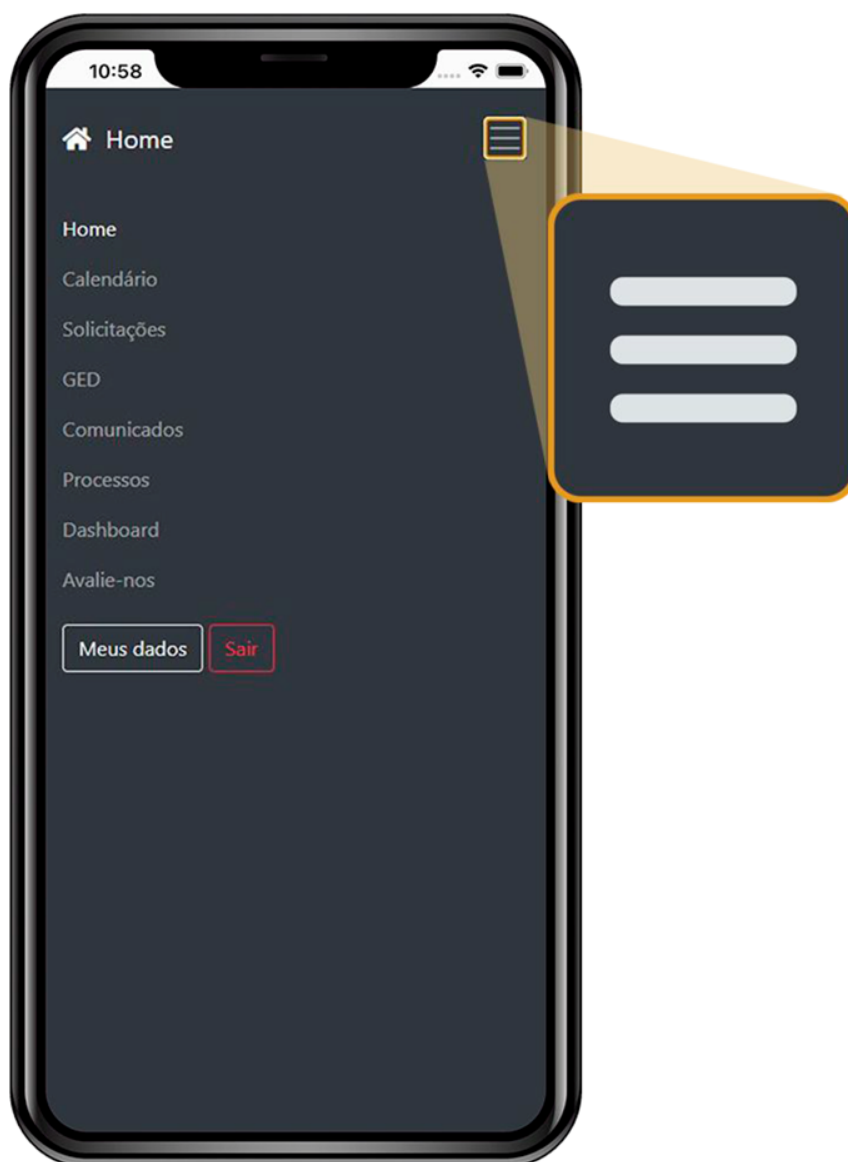 10:58
Home
Home
Calendário
Solicitações
GED
Comunicados
Processos
Dashboard
Avalie-nos
Meus dados Sair